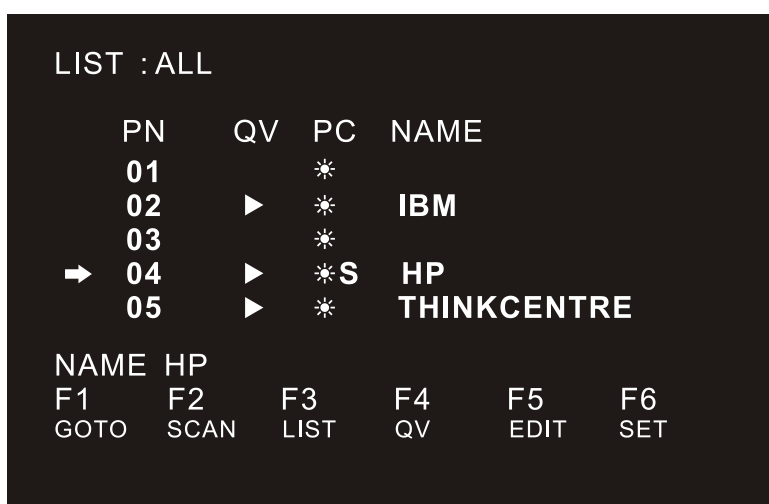 LIST : ALL
PN QV PC NAME
01 ☀
02 ▶ ☀ IBM
03 ☀
➡ 04 ▶ ☀S HP
05 ▶ ☀ THINKCENTRE
NAME HP
F1 F2 F3 F4 F5 F6
GOTO SCAN LIST QV EDIT SET